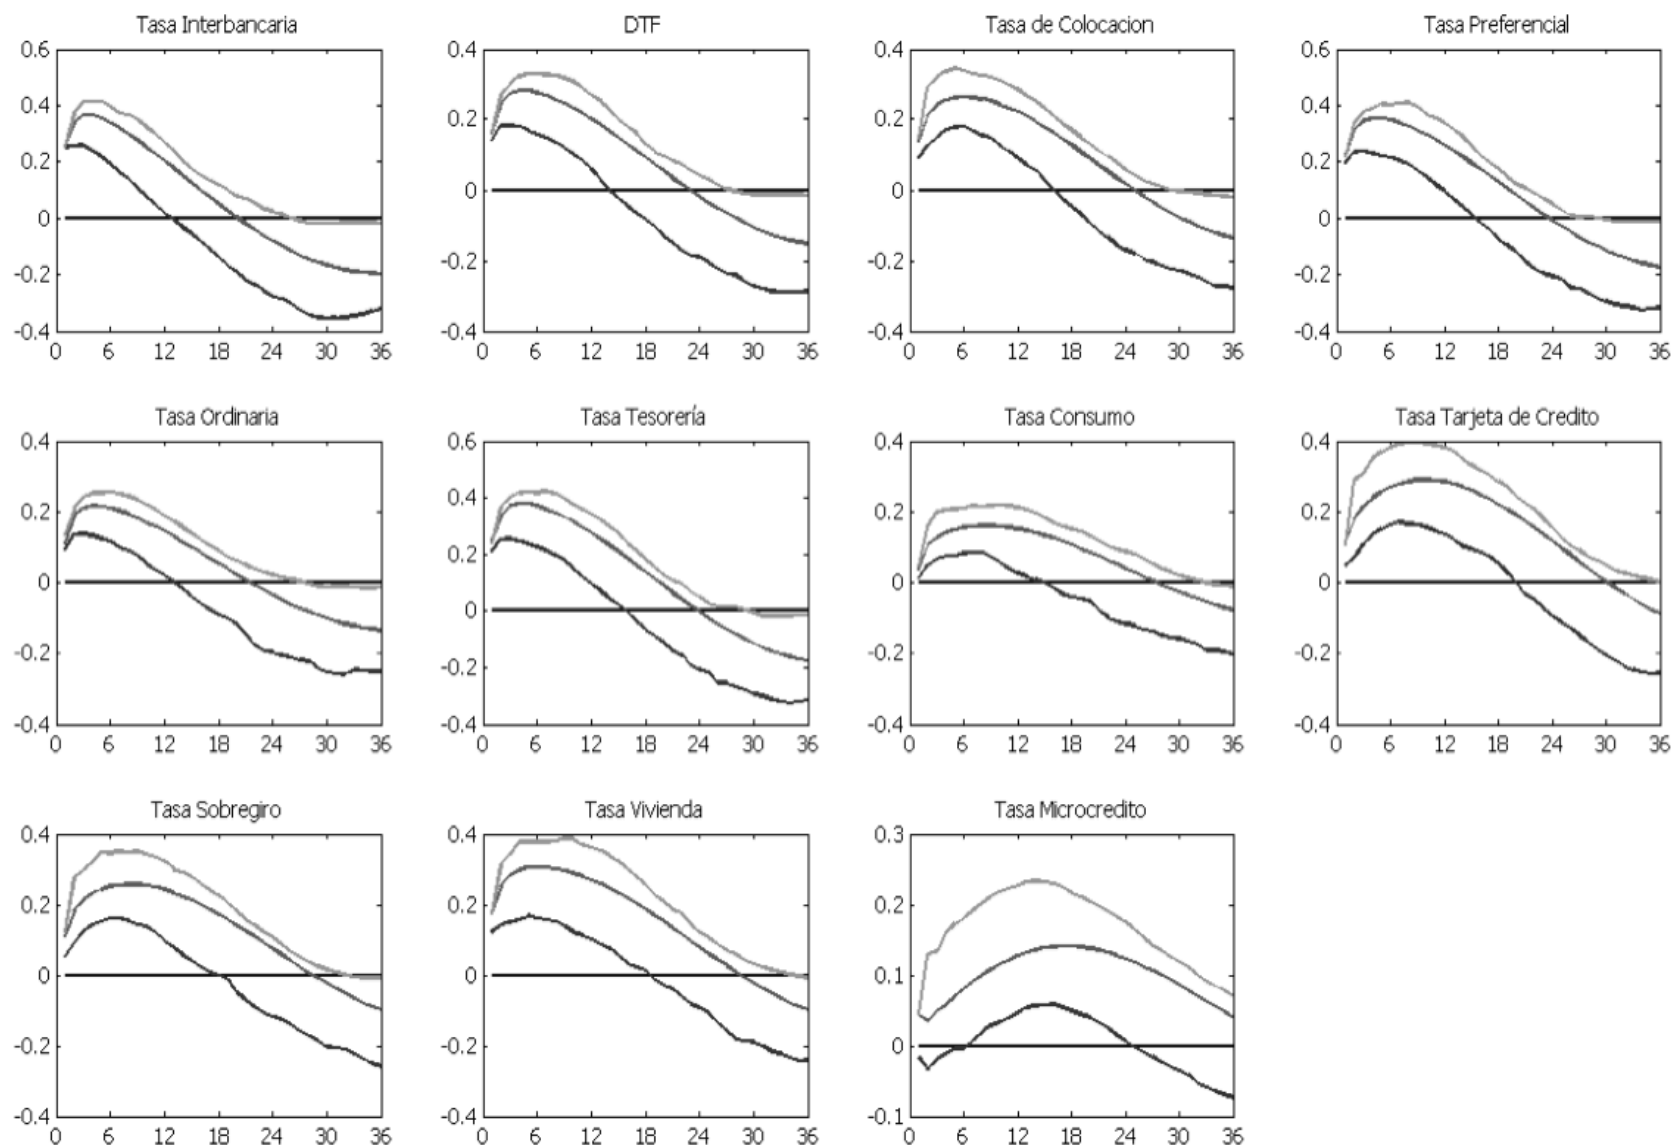 Tasa Interbancaria
DTF
Tasa de Colocacion
Tasa Preferencial
0.6
0.4
0.2
0
-0.2
-0.4
0 6 12 18 24 30 36
0.4
0.2
0
-0.2
-0.4
0 6 12 18 24 30 36
0.4
0.2
0
-0.2
-0.4
0 6 12 18 24 30 36
0.6
0.4
0.2
0
-0.2
-0.4
0 6 12 18 24 30 36
Tasa Ordinaria
Tasa Tesorería
Tasa Consumo
Tasa Tarjeta de Credito
0.4
0.2
0
-0.2
-0.4
0 6 12 18 24 30 36
0.6
0.4
0.2
0
-0.2
-0.4
0 6 12 18 24 30 36
0.4
0.2
0
-0.2
-0.4
0 6 12 18 24 30 36
0.4
0.2
0
-0.2
-0.4
0 6 12 18 24 30 36
Tasa Sobregiro
Tasa Vivienda
Tasa Microcredito
0.4
0.2
0
-0.2
-0.4
0 6 12 18 24 30 36
0.4
0.2
0
-0.2
-0.4
0 6 12 18 24 30 36
0.3
0.2
0.1
0
-0.1
0 6 12 18 24 30 36